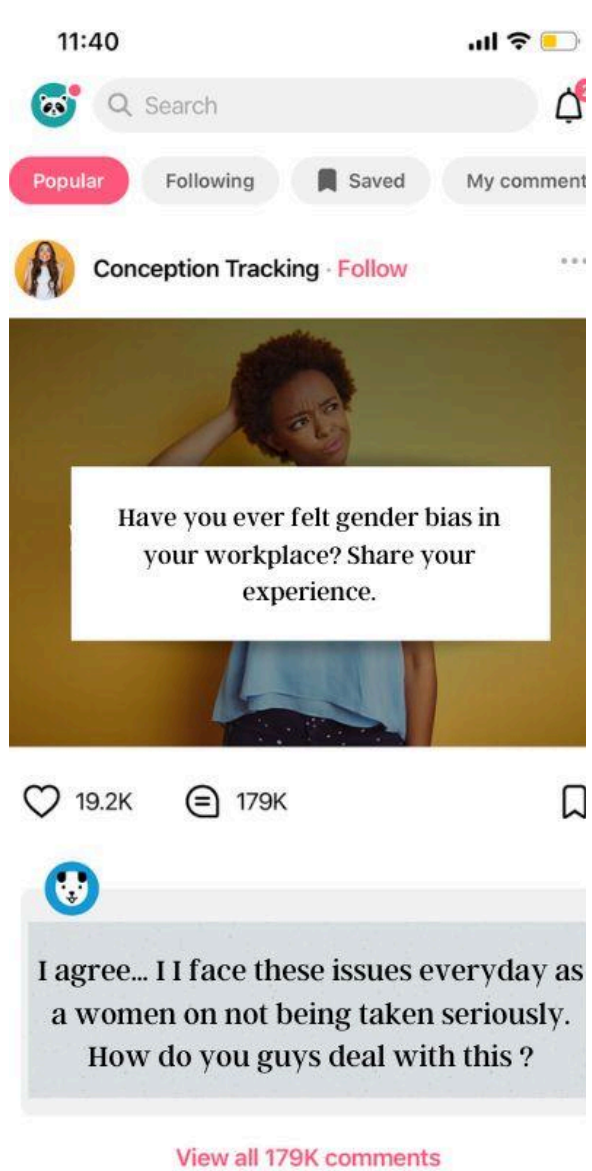 11:40
Search
Popular Following Saved My comment
Conception Tracking · Follow
Have you ever felt gender bias in
your workplace? Share your
experience.
19.2K 179K
I agree... I I face these issues everyday as
a women on not being taken seriously.
How do you guys deal with this ?
View all 179K comments